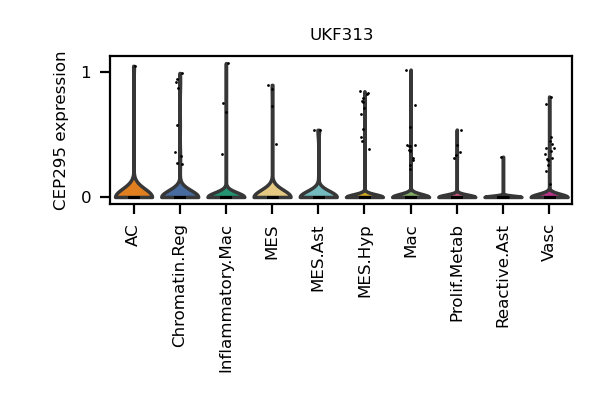 UKF313
CEP295 expression
1
0
AC
Chromatin.Reg
Inflammatory.Mac
MES
MES.Ast
MES.Hyp
Mac
Prolif.Metab
Reactive.Ast
Vasc